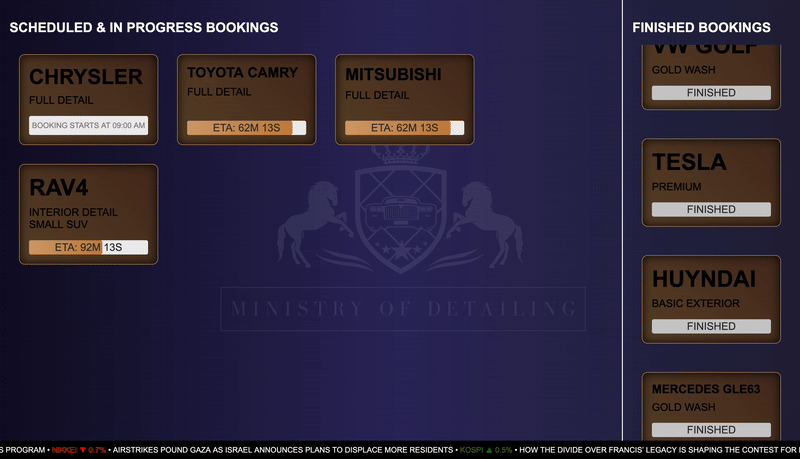 SCHEDULED & IN PROGRESS BOOKINGS
CHRYSLER
FULL DETAIL
BOOKING STARTS AT 09:00 AM
TOYOTA CAMRY
FULL DETAIL
ETA: 62M 13S
MITSUBISHI
FULL DETAIL
ETA: 62M 13S
RAV4
INTERIOR DETAIL
SMALL SUV
ETA: 92M 13S
MINISTRY OF DETAILING
FINISHED BOOKINGS
VW GOLF
GOLD WASH
FINISHED
TESLA
PREMIUM
FINISHED
HUYNDAI
BASIC EXTERIOR
FINISHED
MERCEDES GLE63
GOLD WASH
FINISHED
S PROGRAM • NIKKEI ▼ 0.7% • AIRSTRIKES POUND GAZA AS ISRAEL ANNOUNCES PLANS TO DISPLACE MORE RESIDENTS • KOSPI ▲ 0.5% • HOW THE DIVIDE OVER FRANCIS' LEGACY IS SHAPING THE CONTEST FOR